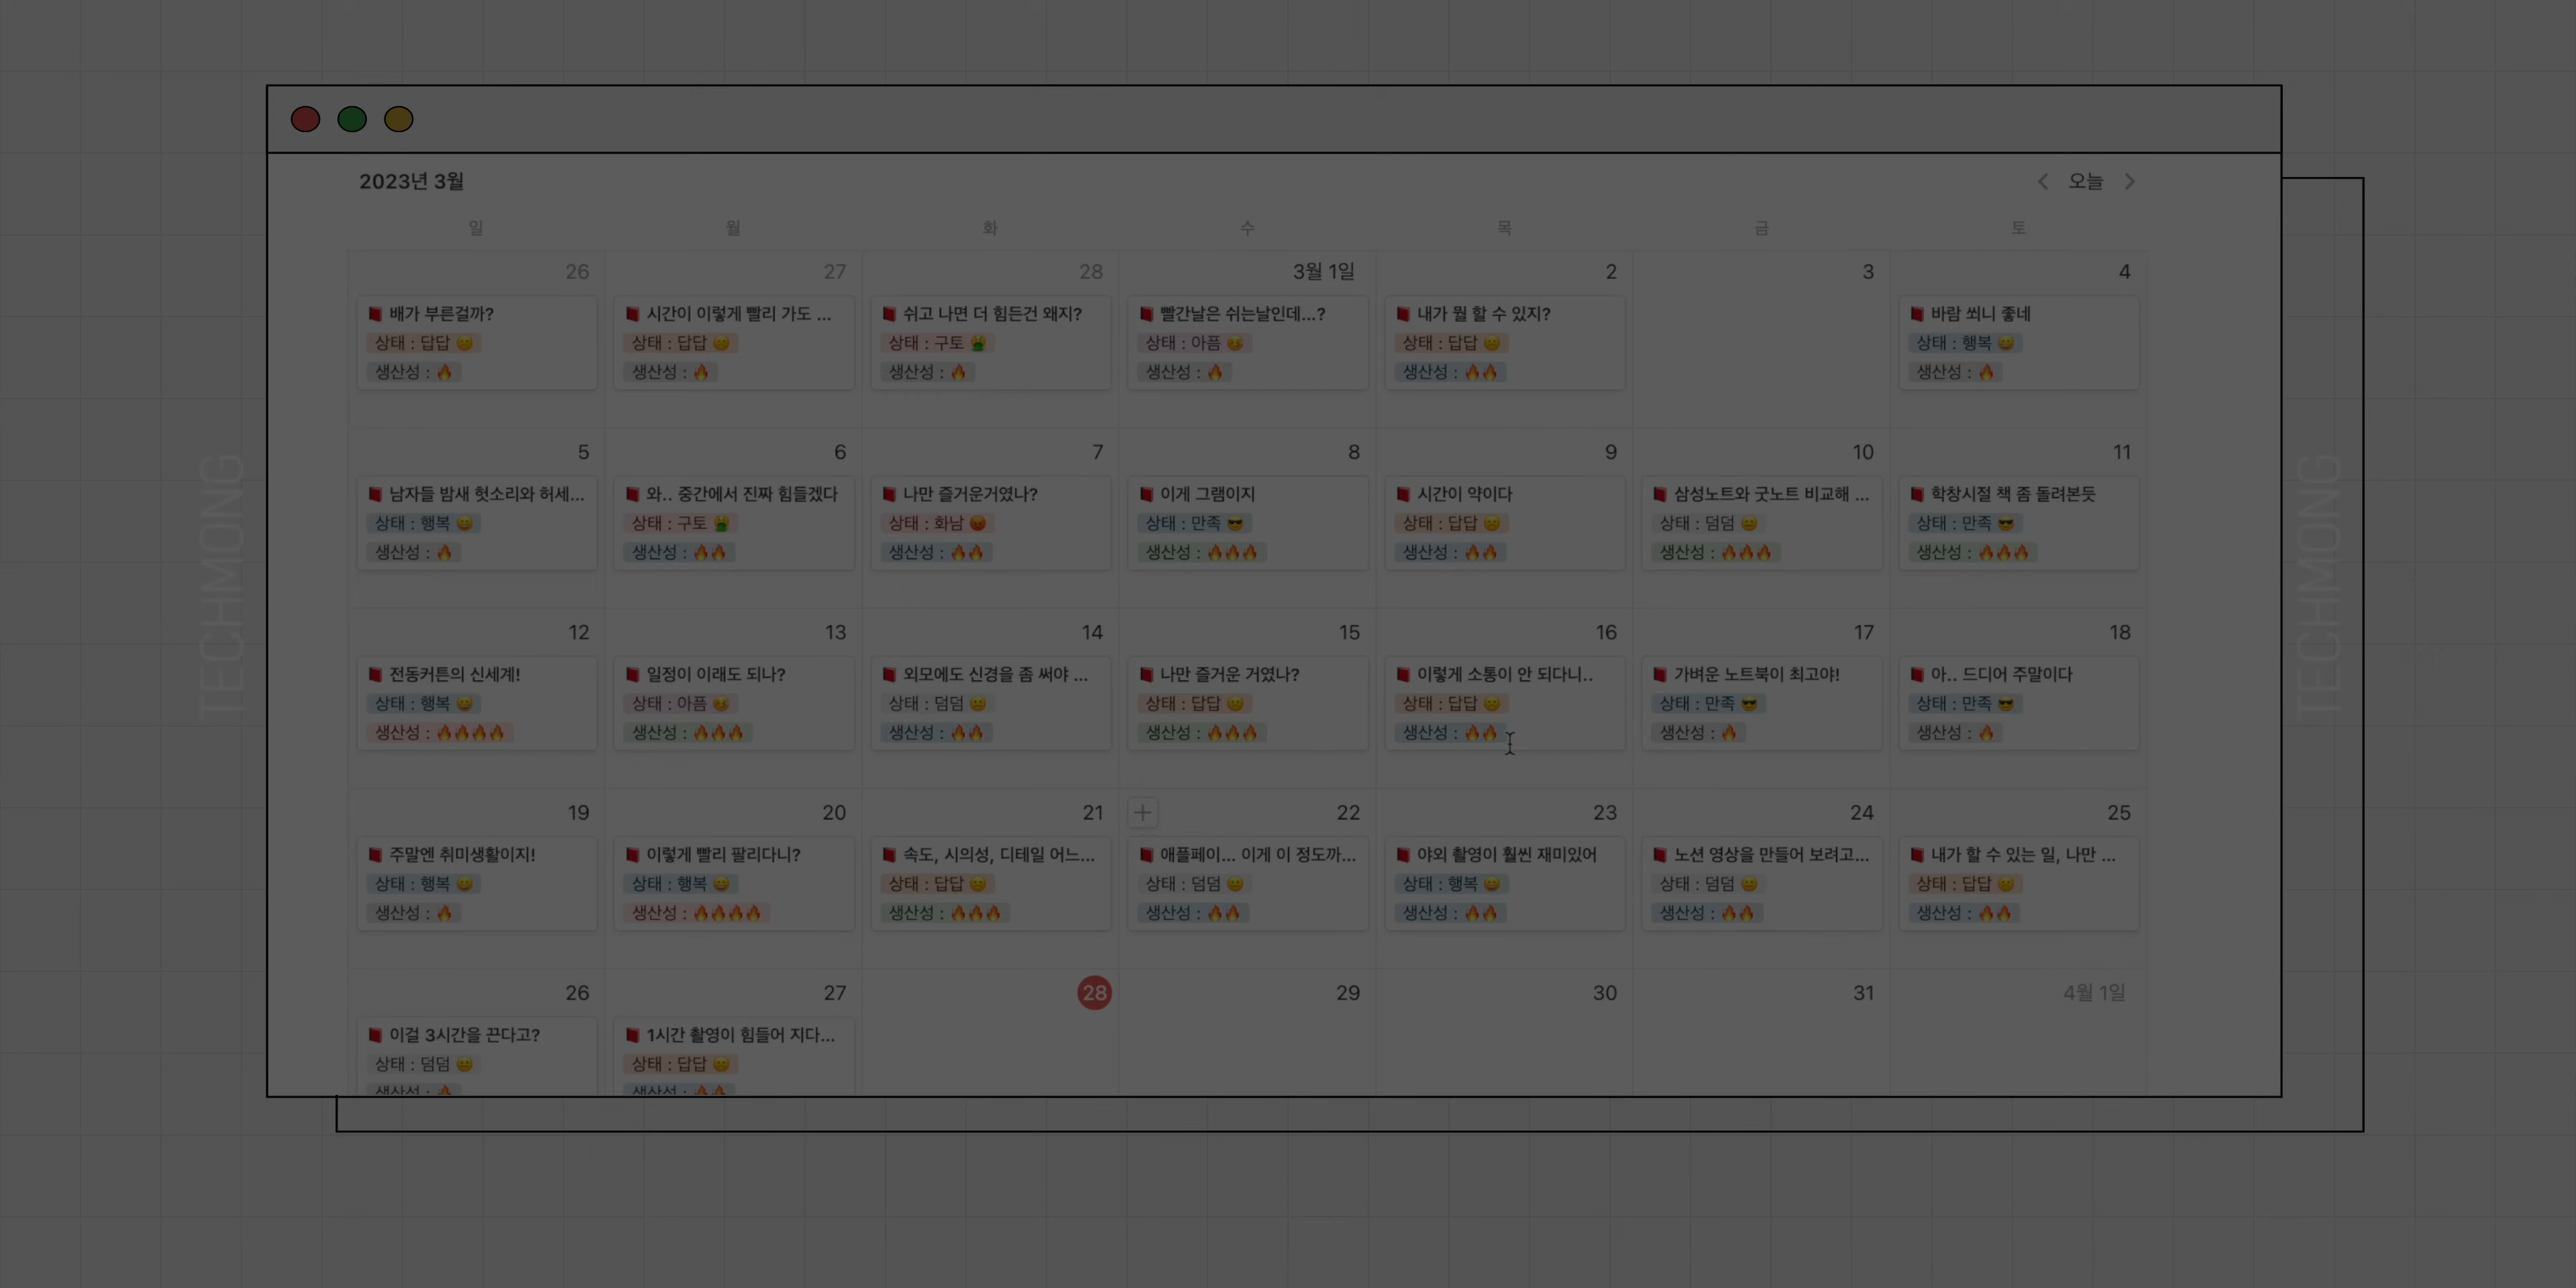 2023년 3월
오늘
일 월 화 수 목 금 토
26 27 28 3월 1일 2 3 4
배가 부른걸까?
상태 : 답답
생산성 :
시간이 이렇게 빨리 가도 ...
상태 : 답답
생산성 :
쉬고 나면 더 힘든건 왜지?
상태 : 구토
생산성 :
빨간날은 쉬는날인데...?
상태 : 아픔
생산성 :
내가 뭘 할 수 있지?
상태 : 답답
생산성 :
바람 쐬니 좋네
상태 : 행복
생산성 :
5 6 7 8 9 10 11
남자들 밤새 헛소리와 허세...
상태 : 행복
생산성 :
와.. 중간에서 진짜 힘들겠다
상태 : 구토
생산성 :
나만 즐거운거였나?
상태 : 화남
생산성 :
이게 그램이지
상태 : 만족
생산성 :
시간이 약이다
상태 : 답답
생산성 :
삼성노트와 굿노트 비교해 ...
상태 : 덤덤
생산성 :
학창시절 책 좀 돌려본듯
상태 : 만족
생산성 :
12 13 14 15 16 17 18
전동커튼의 신세계!
상태 : 행복
생산성 :
일정이 이래도 되나?
상태 : 아픔
생산성 :
외모에도 신경을 좀 써야 ...
상태 : 덤덤
생산성 :
나만 즐거운 거였나?
상태 : 답답
생산성 :
이렇게 소통이 안 되다니..
상태 : 답답
생산성 :
가벼운 노트북이 최고야!
상태 : 만족
생산성 :
아.. 드디어 주말이다
상태 : 만족
생산성 :
19 20 21 22 23 24 25
주말엔 취미생활이지!
상태 : 행복
생산성 :
이렇게 빨리 팔리다니?
상태 : 행복
생산성 :
속도, 시의성, 디테일 어느...
상태 : 답답
생산성 :
애플페이... 이게 이 정도까...
상태 : 덤덤
생산성 :
야외 촬영이 훨씬 재미있어
상태 : 행복
생산성 :
노션 영상을 만들어 보려고...
상태 : 덤덤
생산성 :
내가 할 수 있는 일, 나만 ...
상태 : 답답
생산성 :
26 27 28 29 30 31 4월 1일
이걸 3시간을 끈다고?
상태 : 덤덤
생산성 :
1시간 촬영이 힘들어 지다...
상태 : 답답
생산성 :
TECHMONG
TECHMONG